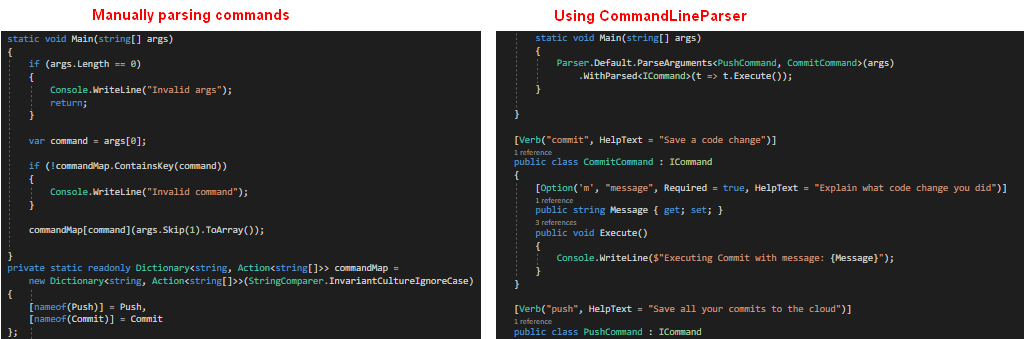 Manually parsing commands
static void Main(string[] args)
{
if (args.Length == 0)
{
Console.WriteLine("Invalid args");
return;
}
var command = args[0];
if (!commandMap.ContainsKey(command))
{
Console.WriteLine("Invalid command");
}
commandMap[command](args.Skip(1).ToArray());
}
private static readonly Dictionary<string, Action<string[]>> commandMap =
new Dictionary<string, Action<string[]>>(StringComparer.InvariantCultureIgnoreCase)
{
[nameof(Push)] = Push,
[nameof(Commit)] = Commit
};
Using CommandLineParser
static void Main(string[] args)
{
Parser.Default.ParseArguments<PushCommand, CommitCommand>(args)
.WithParsed<ICommand>(t => t.Execute());
}
}
[Verb("commit", HelpText = "Save a code change")]
1 reference
public class CommitCommand : ICommand
{
[Option('m', "message", Required = true, HelpText = "Explain what code change you did")]
1 reference
public string Message { get; set; }
3 references
public void Execute()
{
Console.WriteLine($"Executing Commit with message: {Message}");
}
}
[Verb("push", HelpText = "Save all your commits to the cloud")]
1 reference
public class PushCommand : ICommand